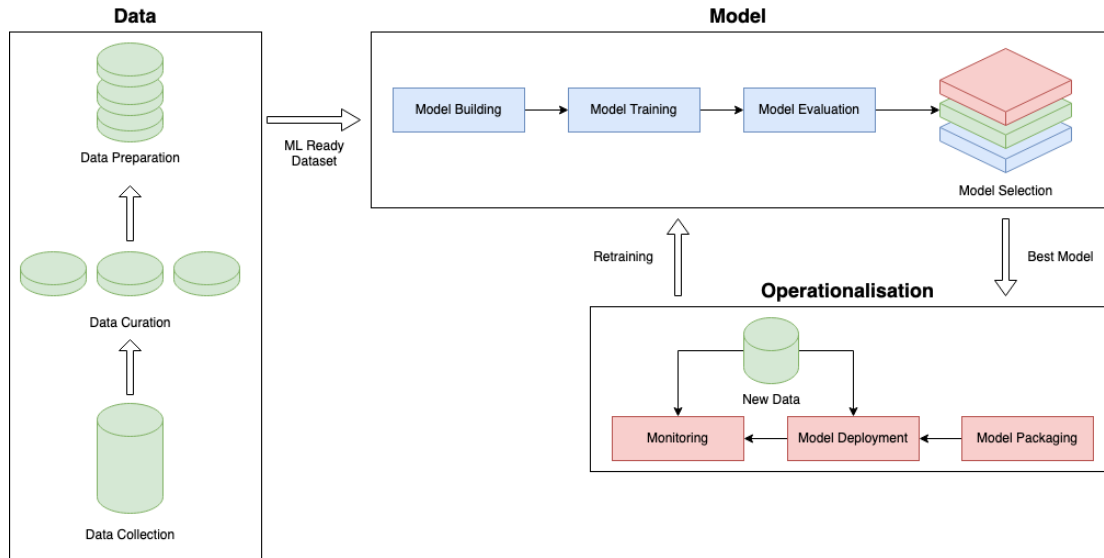 Data
Data Preparation
Data Curation
Data Collection
ML Ready
Dataset
Model
Model Building
Model Training
Model Evaluation
Model Selection
Retraining
Best Model
Operationalisation
New Data
Monitoring
Model Deployment
Model Packaging